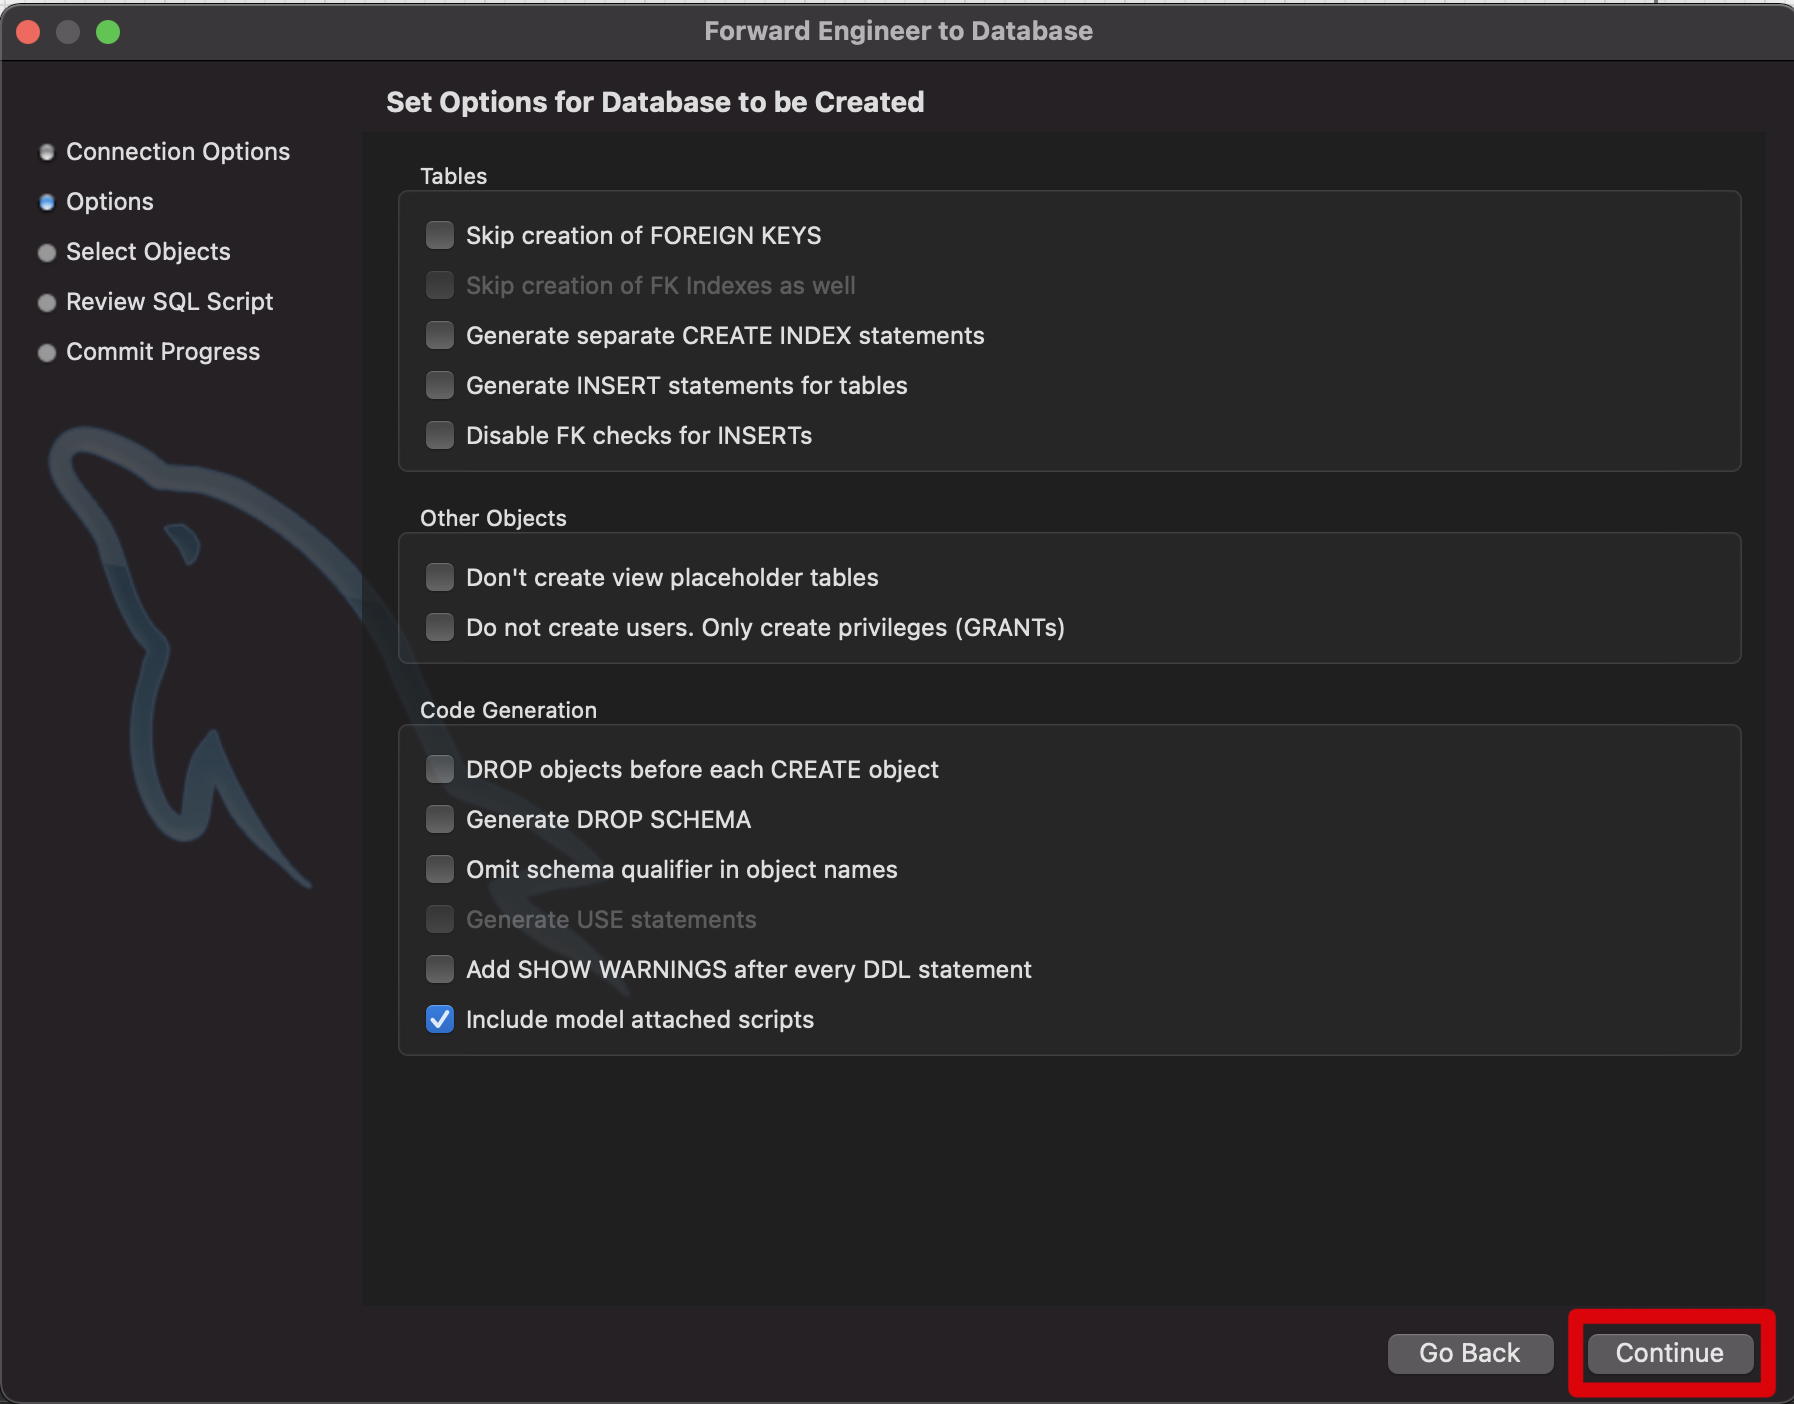 Forward Engineer to Database
Set Options for Database to be Created
Connection Options
Options
Select Objects
Review SQL Script
Commit Progress
Tables
Skip creation of FOREIGN KEYS
Skip creation of FK Indexes as well
Generate separate CREATE INDEX statements
Generate INSERT statements for tables
Disable FK checks for INSERTs
Other Objects
Don't create view placeholder tables
Do not create users. Only create privileges (GRANTs)
Code Generation
DROP objects before each CREATE object
Generate DROP SCHEMA
Omit schema qualifier in object names
Generate USE statements
Add SHOW WARNINGS after every DDL statement
Include model attached scripts
Go Back
Continue